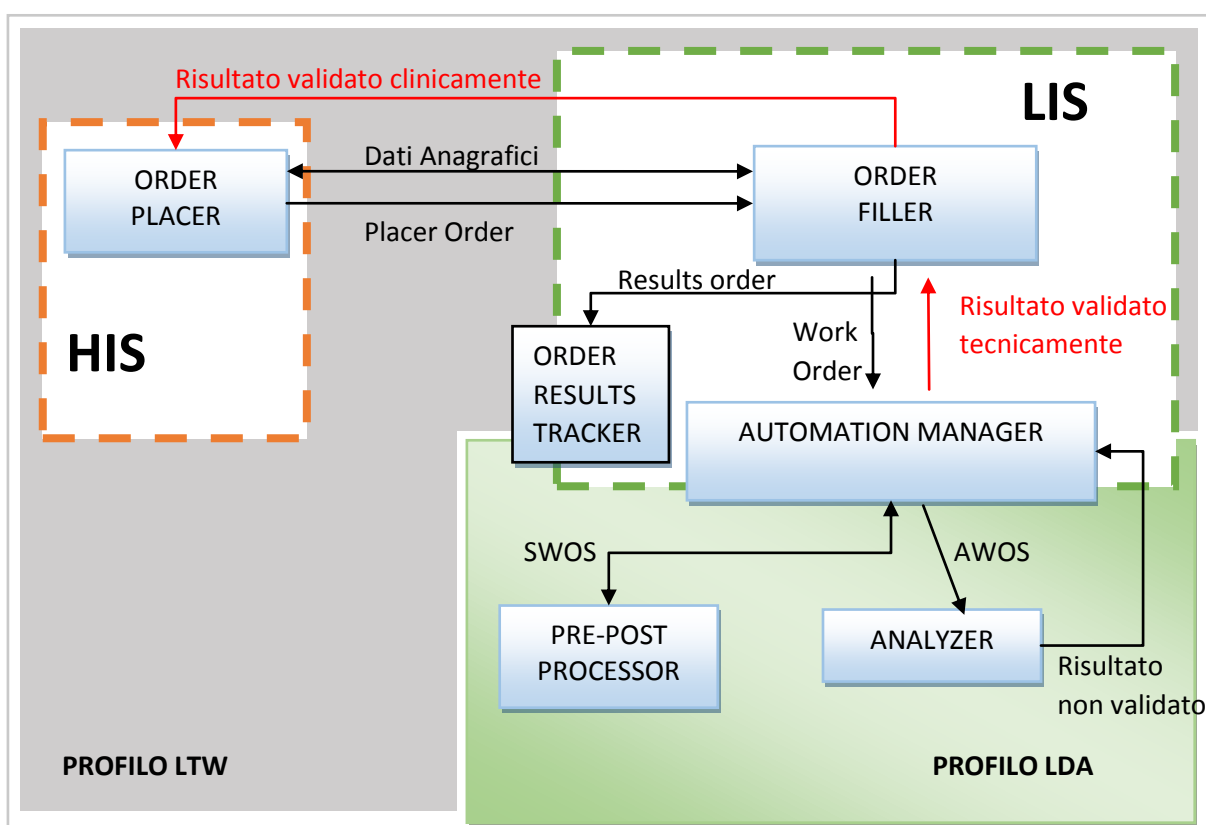 Risultato validato clinicamente
LIS
ORDER
PLACER
Dati Anagrafici
ORDER
FILLER
Placer Order
HIS
Results order
Work
Order
Risultato validato
tecnicamente
ORDER
RESULTS
TRACKER
AUTOMATION MANAGER
SWOS
AWOS
PRE-POST
PROCESSOR
ANALYZER
Risultato
non validato
PROFILO LTW
PROFILO LDA